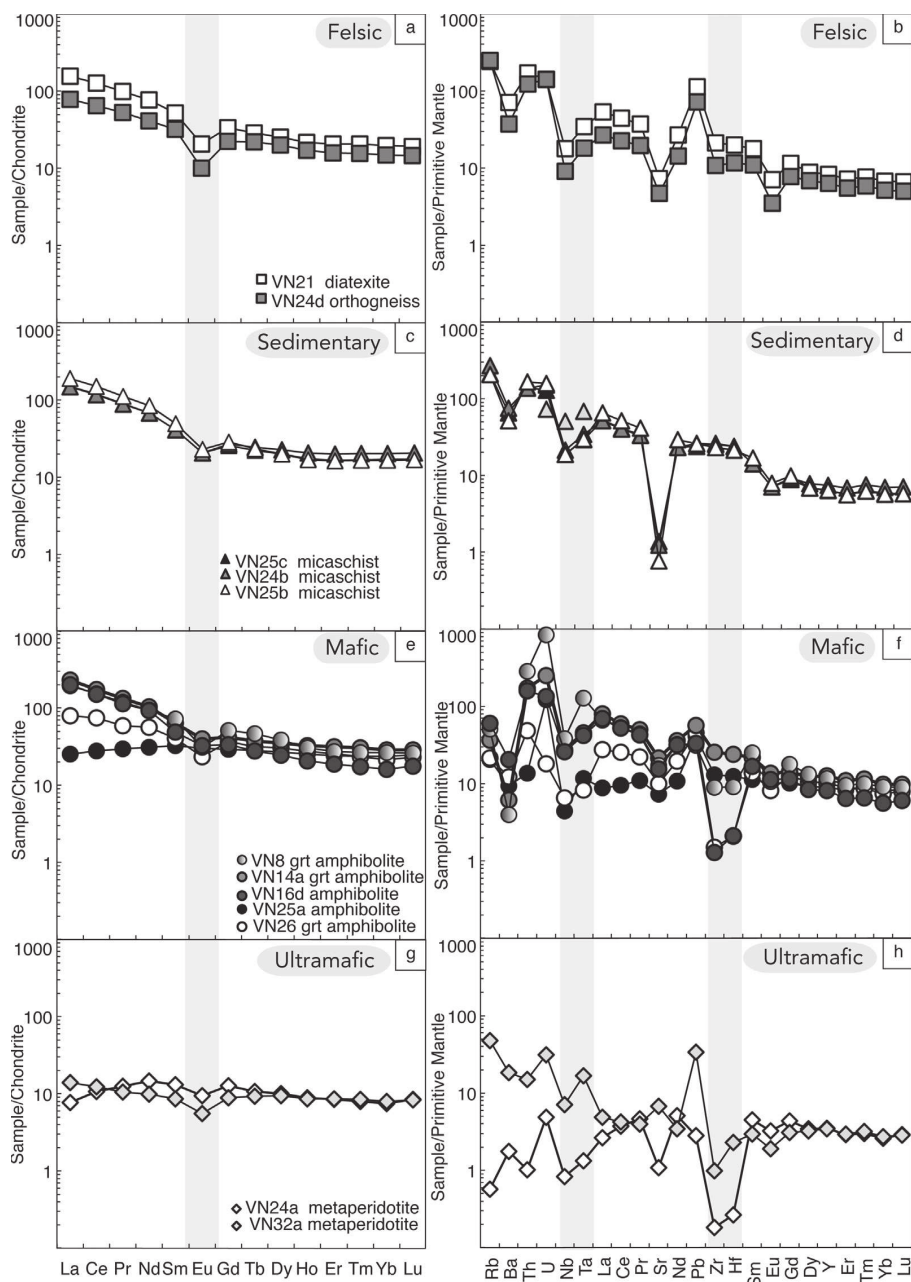 Felsic a
Sample/Chondrite
100
10
1
VN21 diatexite
VN24d orthogneiss
Felsic b
Sample/Primitive Mantle
100
10
1
1000
Sedimentary c
Sample/Chondrite
100
10
1
VN25c micaschist
VN24b micaschist
VN25b micaschist
1000
Sedimentary d
Sample/Primitive Mantle
100
10
1
1000
Mafic e
Sample/Chondrite
100
10
1
VN8 grt amphibolite
VN14a grt amphibolite
VN16d amphibolite
VN25a amphibolite
VN26 grt amphibolite
1000
Mafic f
Sample/Primitive Mantle
100
10
1
1000
Ultramafic g
Sample/Chondrite
100
10
1
VN24a metaperidotite
VN32a metaperidotite
La Ce Pr Nd Sm Eu Gd Tb Dy Ho Er Tm Yb Lu
Ultramafic h
Sample/Primitive Mantle
100
10
1
Rb Ba Th U Nb Ta La Ce Pr Sr Nd Pb Zr Hf Sm Eu Gd Dy Y Er Tm Yb Lu